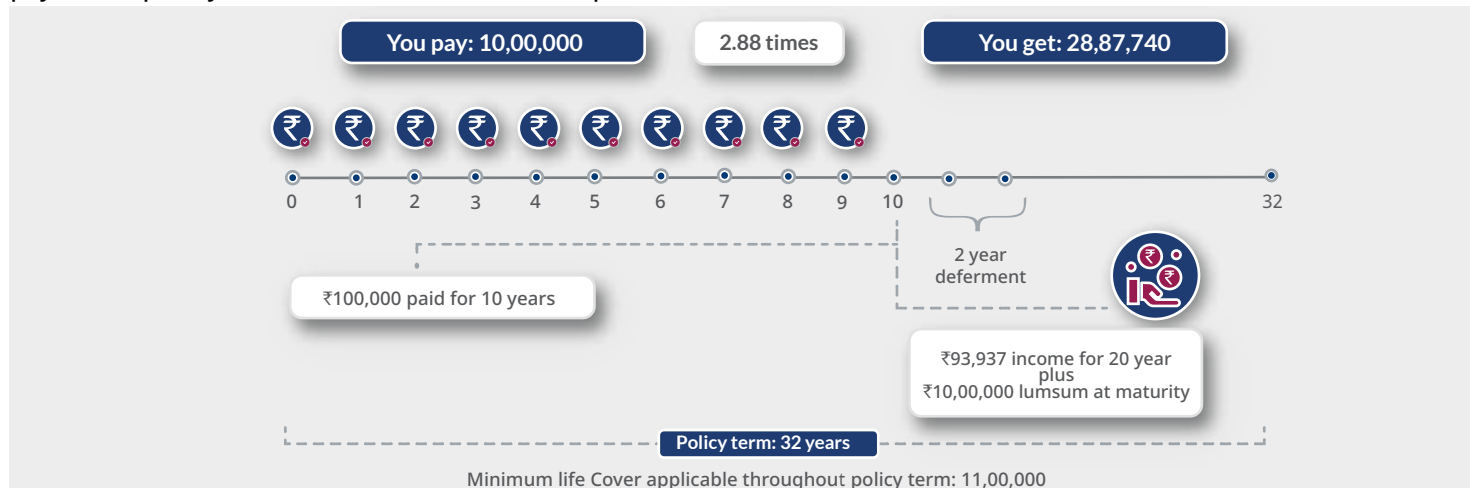 You pay: 10,00,000
2.88 times
You get: 28,87,740
₹ ₹ ₹ ₹ ₹ ₹ ₹ ₹ ₹ ₹
0 1 2 3 4 5 6 7 8 9 10 32
2 year
deferment
₹ ₹
₹100,000 paid for 10 years
₹93,937 income for 20 year
plus
₹10,00,000 lumsum at maturity
Policy term: 32 years
Minimum life Cover applicable throughout policy term: 11,00,000